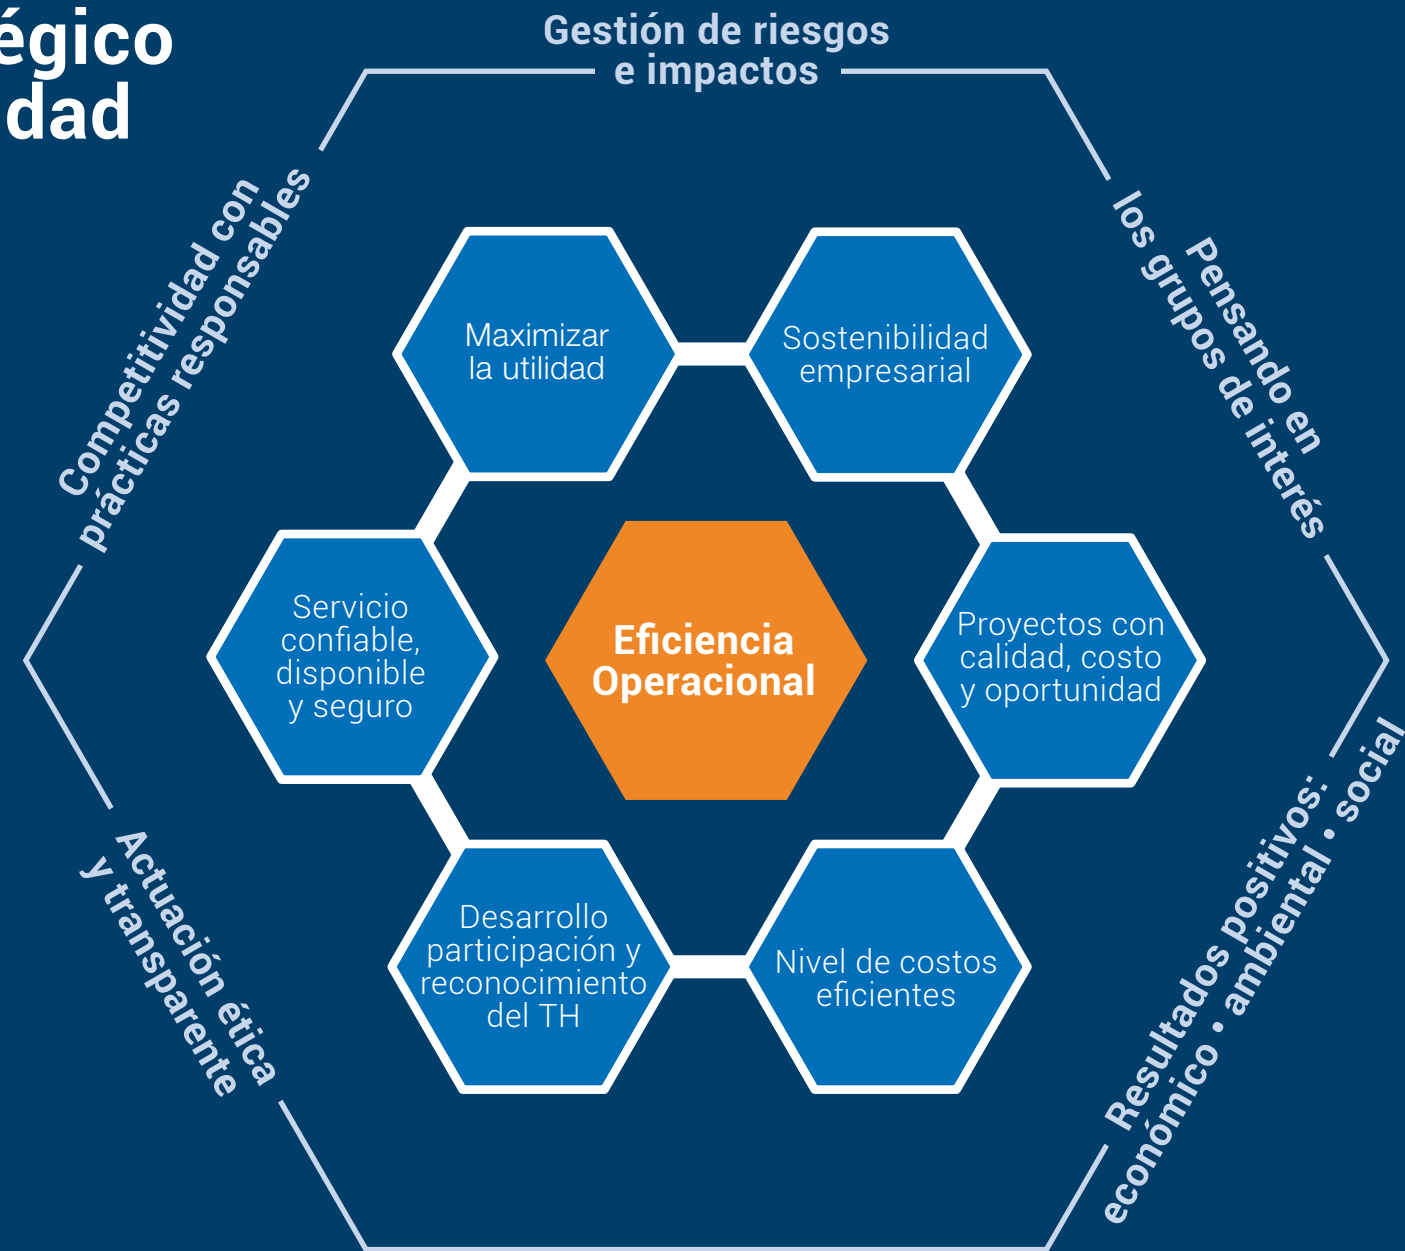 égico
dad
Gestión de riesgos
e impactos
Competitividad con
prácticas responsables
Pensando en
los grupos de interés
Maximizar
la utilidad
Sostenibilidad
empresarial
Servicio
confiable,
disponible
y seguro
Eficiencia
Operacional
Proyectos con
calidad, costo
y oportunidad
Desarrollo
participación y
reconocimiento
del TH
Nivel de costos
eficientes
Actuación ética
y transparente
Resultados positivos:
económico • ambiental • social